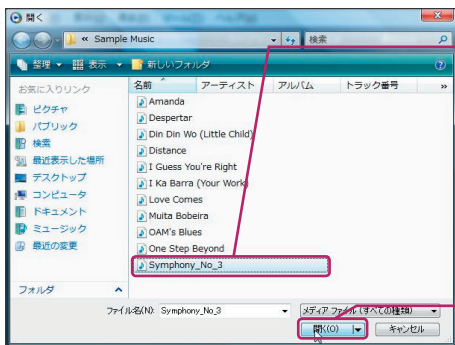 開く
« Sample Music
検索
整理 表示 新しいフォルダ
お気に入りリンク
ピクチャ
パブリック
検索
最近表示した場所
デスクトップ
コンピュータ
ドキュメント
ミュージック
最近の変更
フォルダ
名前 アーティスト アルバム トラック番号 »
Amanda
Despertar
Din Din Wo (Little Child)
Distance
I Guess You're Right
I Ka Barra (Your Work)
Love Comes
Muita Bobeira
OAM's Blues
One Step Beyond
Symphony_No_3
ファイル名(N): Symphony_No_3
メディア ファイル (すべての種類)
開く(O) キャンセル